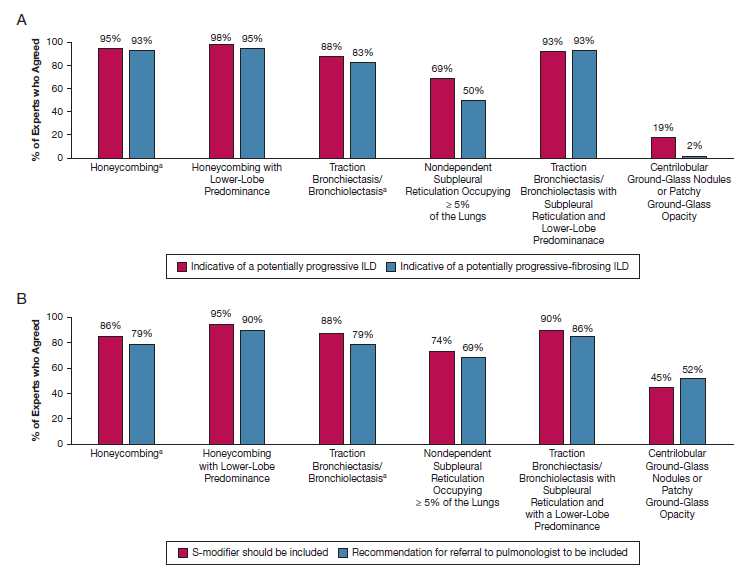 A
% of Experts who Agreed
100
80
60
40
20
0
95% 93%
98% 95%
88% 83%
69% 50%
93% 93%
19% 2%
Honeycombingª
Honeycombing with
Lower-Lobe
Predominance
Traction
Bronchiectasis/
Bronchiolectasisª
Nondependent
Subpleural
Reticulation Occupying
≥ 5%
of the Lungs
Traction
Bronchiectasis/
Bronchiolectasis with
Subpleural
Reticulation and
Lower-Lobe
Predominanance
Centrilobular
Ground-Glass Nodules
or Patchy
Ground-Glass
Opacity
Indicative of a potentially progressive ILD Indicative of a potentially progressive-fibrosing ILD
B
% of Experts who Agreed
100
80
60
40
20
0
86% 79%
95% 90%
88% 79%
74% 69%
90% 86%
45% 52%
Honeycombingª
Honeycombing
with Lower-Lobe
Predominance
Traction
Bronchiectasis/
Bronchiolectasisª
Nondependent
Subpleural
Reticulation
Occupying
≥ 5% of the Lungs
Traction
Bronchiectasis/
Bronchiolectasis with
Subpleural
Reticulation and
with a Lower-Lobe
Predominance
Centrilobular
Ground-Glass
Nodules or
Patchy
Ground-Glass
Opacity
S-modifier should be included Recommendation for referral to pulmonologist to be included